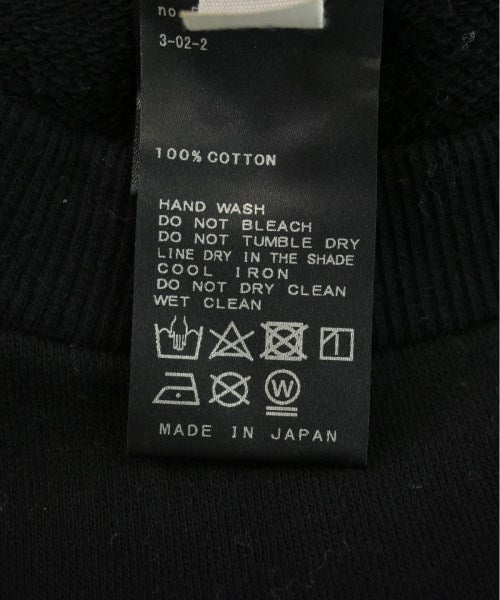 no.
3-02-2
100% COTTON
HAND WASH
DO NOT BLEACH
DO NOT TUMBLE DRY
LINE DRY IN THE SHADE
COOL IRON
DO NOT DRY CLEAN
WET CLEAN
W
MADE IN JAPAN